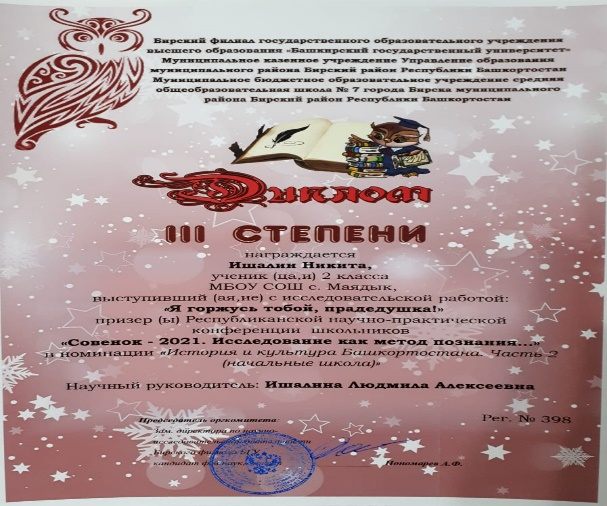 Бирский филиал государственного образовательного учреждения
высшего образования «Башкирский государственный университет»
Муниципальное казенное учреждение Управление образования
муниципального района Бирский район Республики Башкортостан
Муниципальное бюджетное образовательное учреждение средняя
общеобразовательная школа № 7 города Бирска муниципального
района Бирский район Республики Башкортостан
Диплом
III СТЕПЕНИ
награждается
Ишалин Никита,
ученик (ца,и) 2 класса
МБОУ СОШ с. Маядык,
выступивший (ая,ие) с исследовательской работой:
«Я горжусь тобой, прадедушка!»
призер (ы) Республиканской научно-практической
конференции школьников
«Совенок - 2021. Исследование как метод познания...»
в номинации «История и культура Башкортостана. Часть 2
(начальные школа)»
Научный руководитель: Ишалина Людмила Алексеевна
Председатель оргкомитета:
Рег. № 398
Зам. директора по научно-
исследовательской
Бирского филиала БГУ,
кандидат физ.
Пономарев А.Ф.